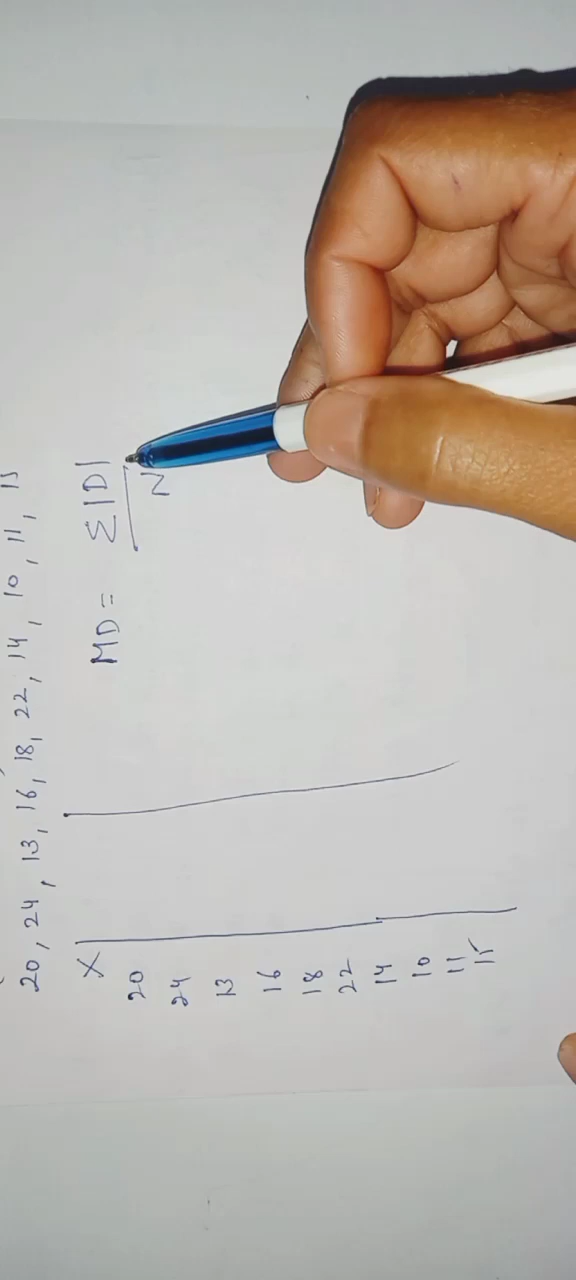 20, 24, 13, 16, 18, 22, 14, 10, 11, 15
X
MD = Σ|D|
N
20
24
13
16
18
22
14
10
11
15